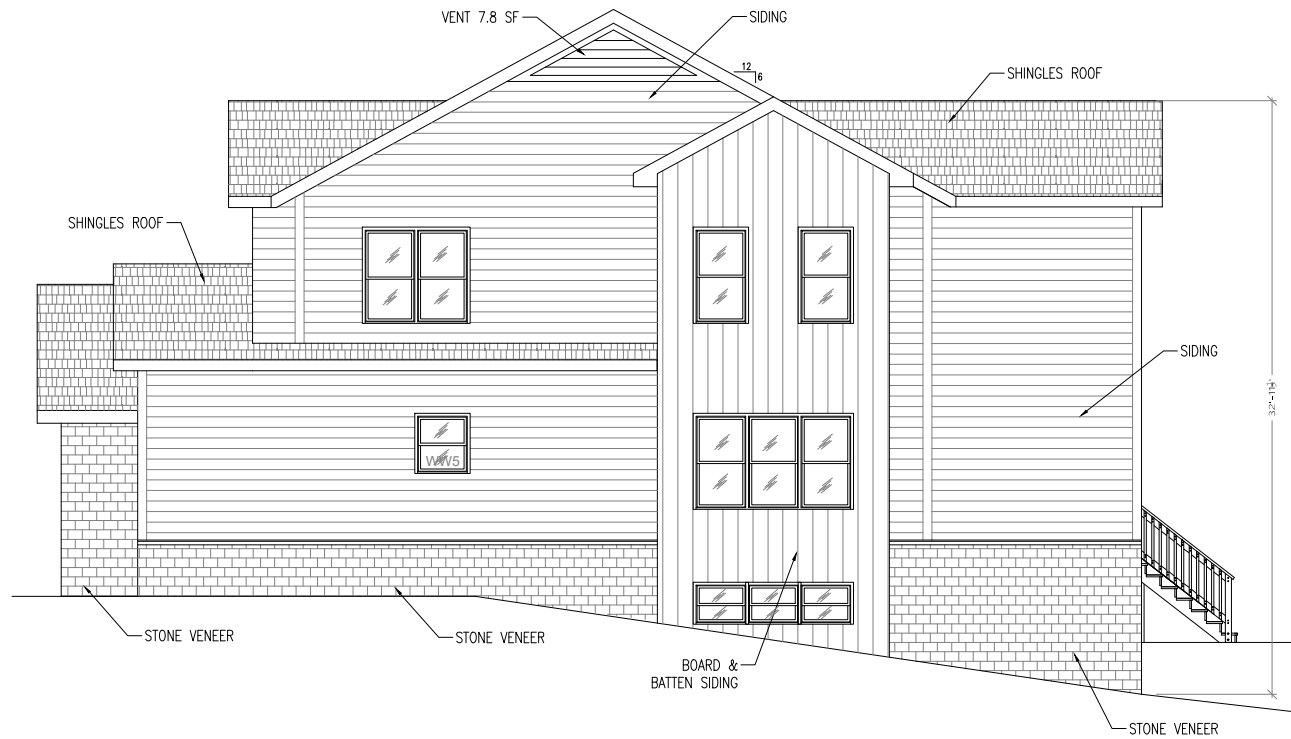 VENT 7.8 SF
SIDING
12
6
SHINGLES ROOF
SHINGLES ROOF
SIDING
WW5
STONE VENEER
STONE VENEER
BOARD &
BATTEN SIDING
STONE VENEER